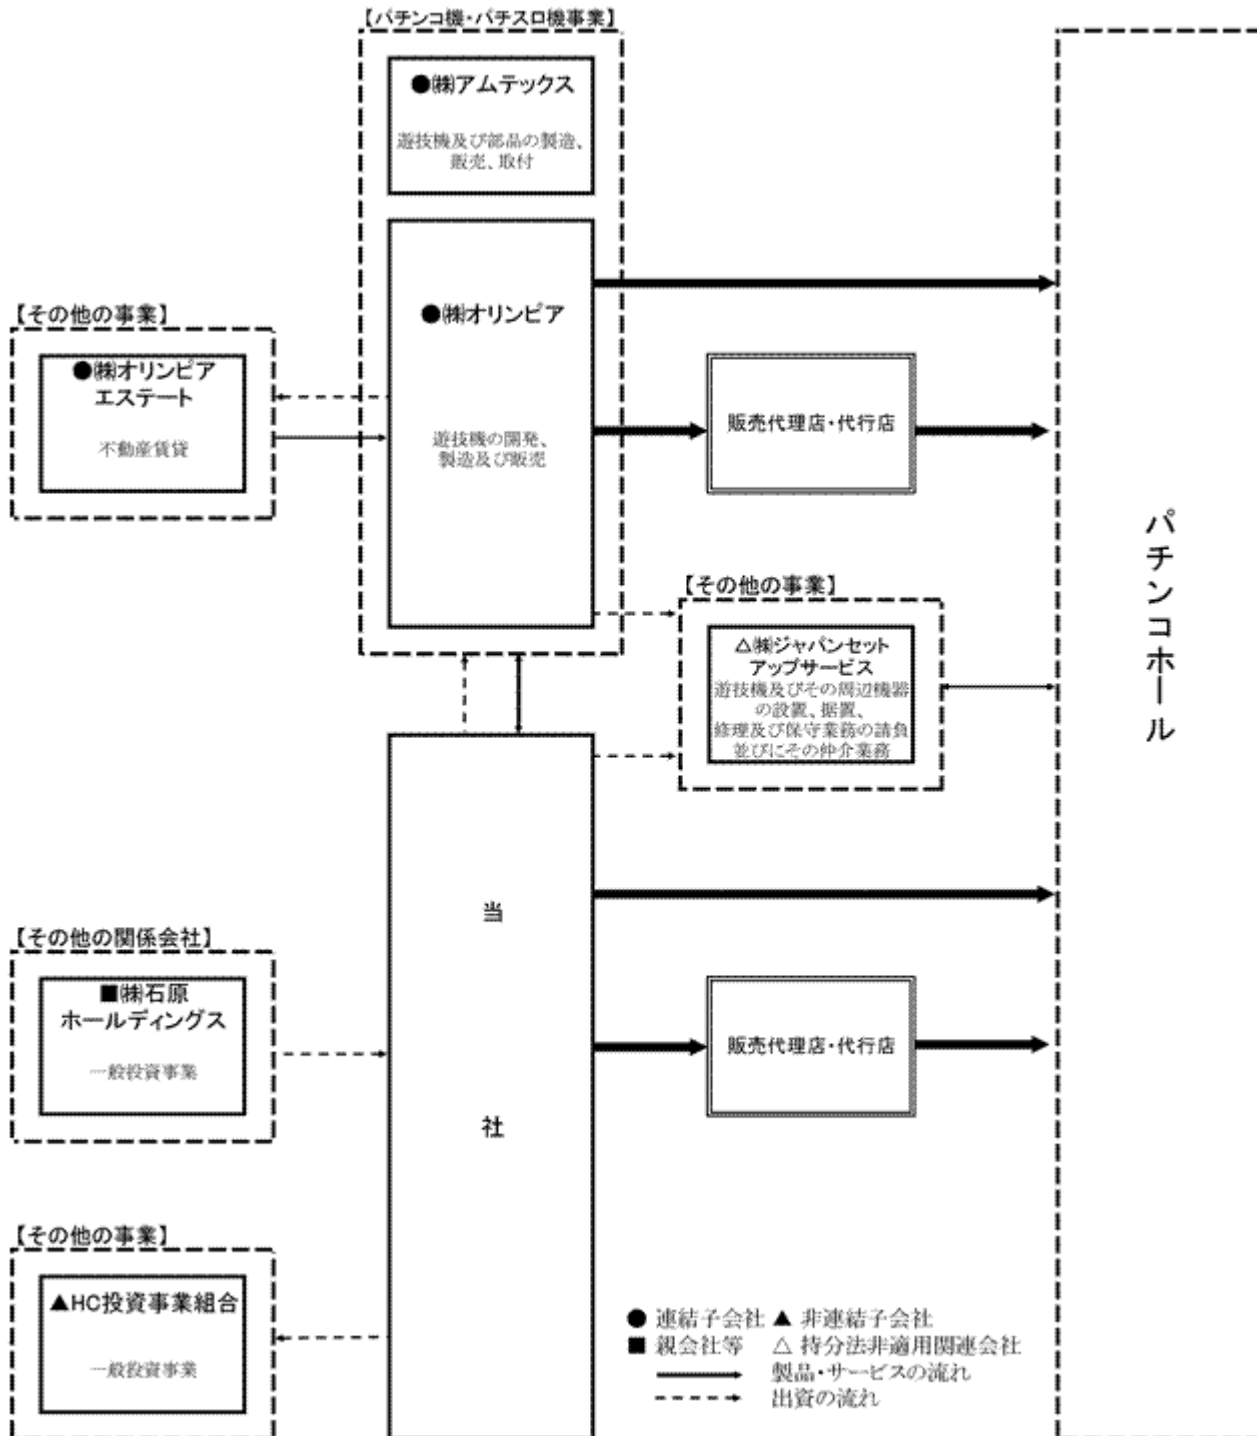 【パチンコ機・パチスロ機事業】
●㈱アムテックス
遊技機及び部品の製造、
販売、取付
●㈱オリンピア
遊技機の開発、
製造及び販売
【その他の事業】
●㈱オリンピア
エステート
不動産賃貸
販売代理店・代行店
【その他の事業】
△㈱ジャパンセット
アップサービス
遊技機及びその周辺機器
の設置、据置、
修理及び保守業務の請負
並びにその仲介業務
パチンコホール
当社
【その他の関係会社】
■㈱石原
ホールディングス
一般投資事業
販売代理店・代行店
【その他の事業】
▲HC投資事業組合
一般投資事業
● 連結子会社 ▲ 非連結子会社
■ 親会社等 △ 持分法非適用関連会社
製品・サービスの流れ
出資の流れ